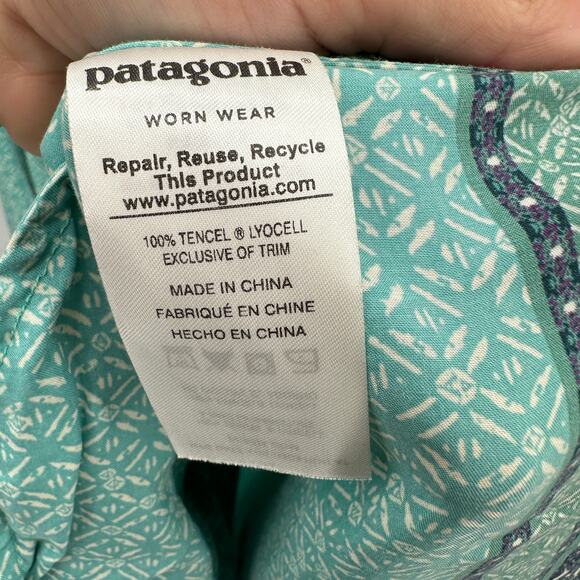 patagonia®
WORN WEAR
Repair, Reuse, Recycle
This Product
www.patagonia.com
100% TENCEL ® LYOCELL
EXCLUSIVE OF TRIM
MADE IN CHINA
FABRIQUÉ EN CHINE
HECHO EN CHINA